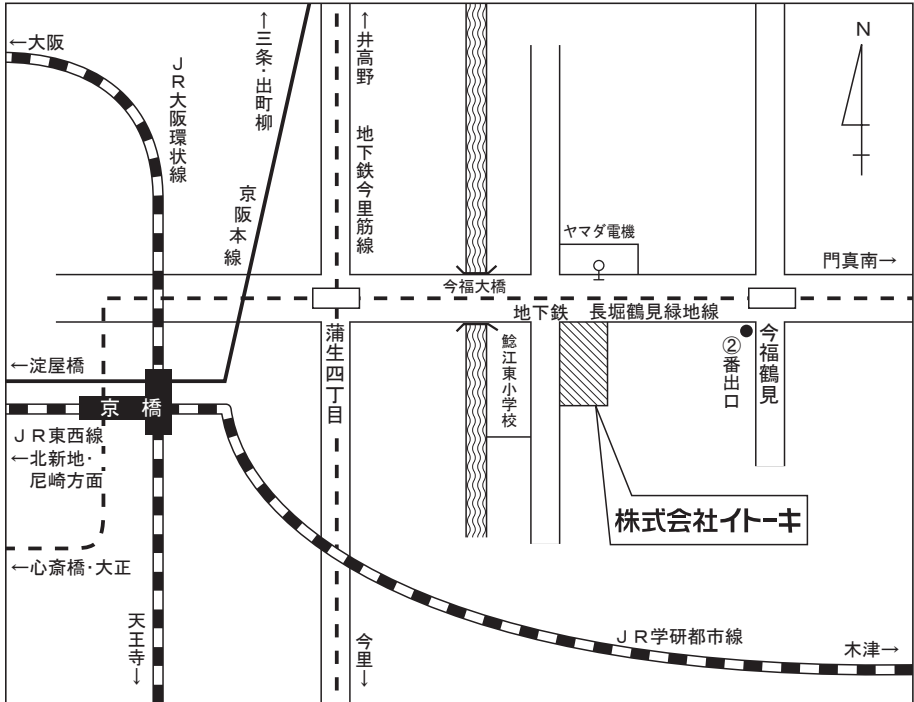 ←大阪
JR大阪環状線
←三条・出町柳
京阪本線
←井高野
地下鉄今里筋線
N
ヤマダ電機
門真南→
今福大橋
地下鉄 長堀鶴見緑地線
蒲生四丁目
鯰江東小学校
②番出口
今福鶴見
←淀屋橋
京橋
JR東西線
←北新地・
尼崎方面
株式会社イトーキ
←心斎橋・大正
天王寺→
今里→
JR学研都市線
木津→